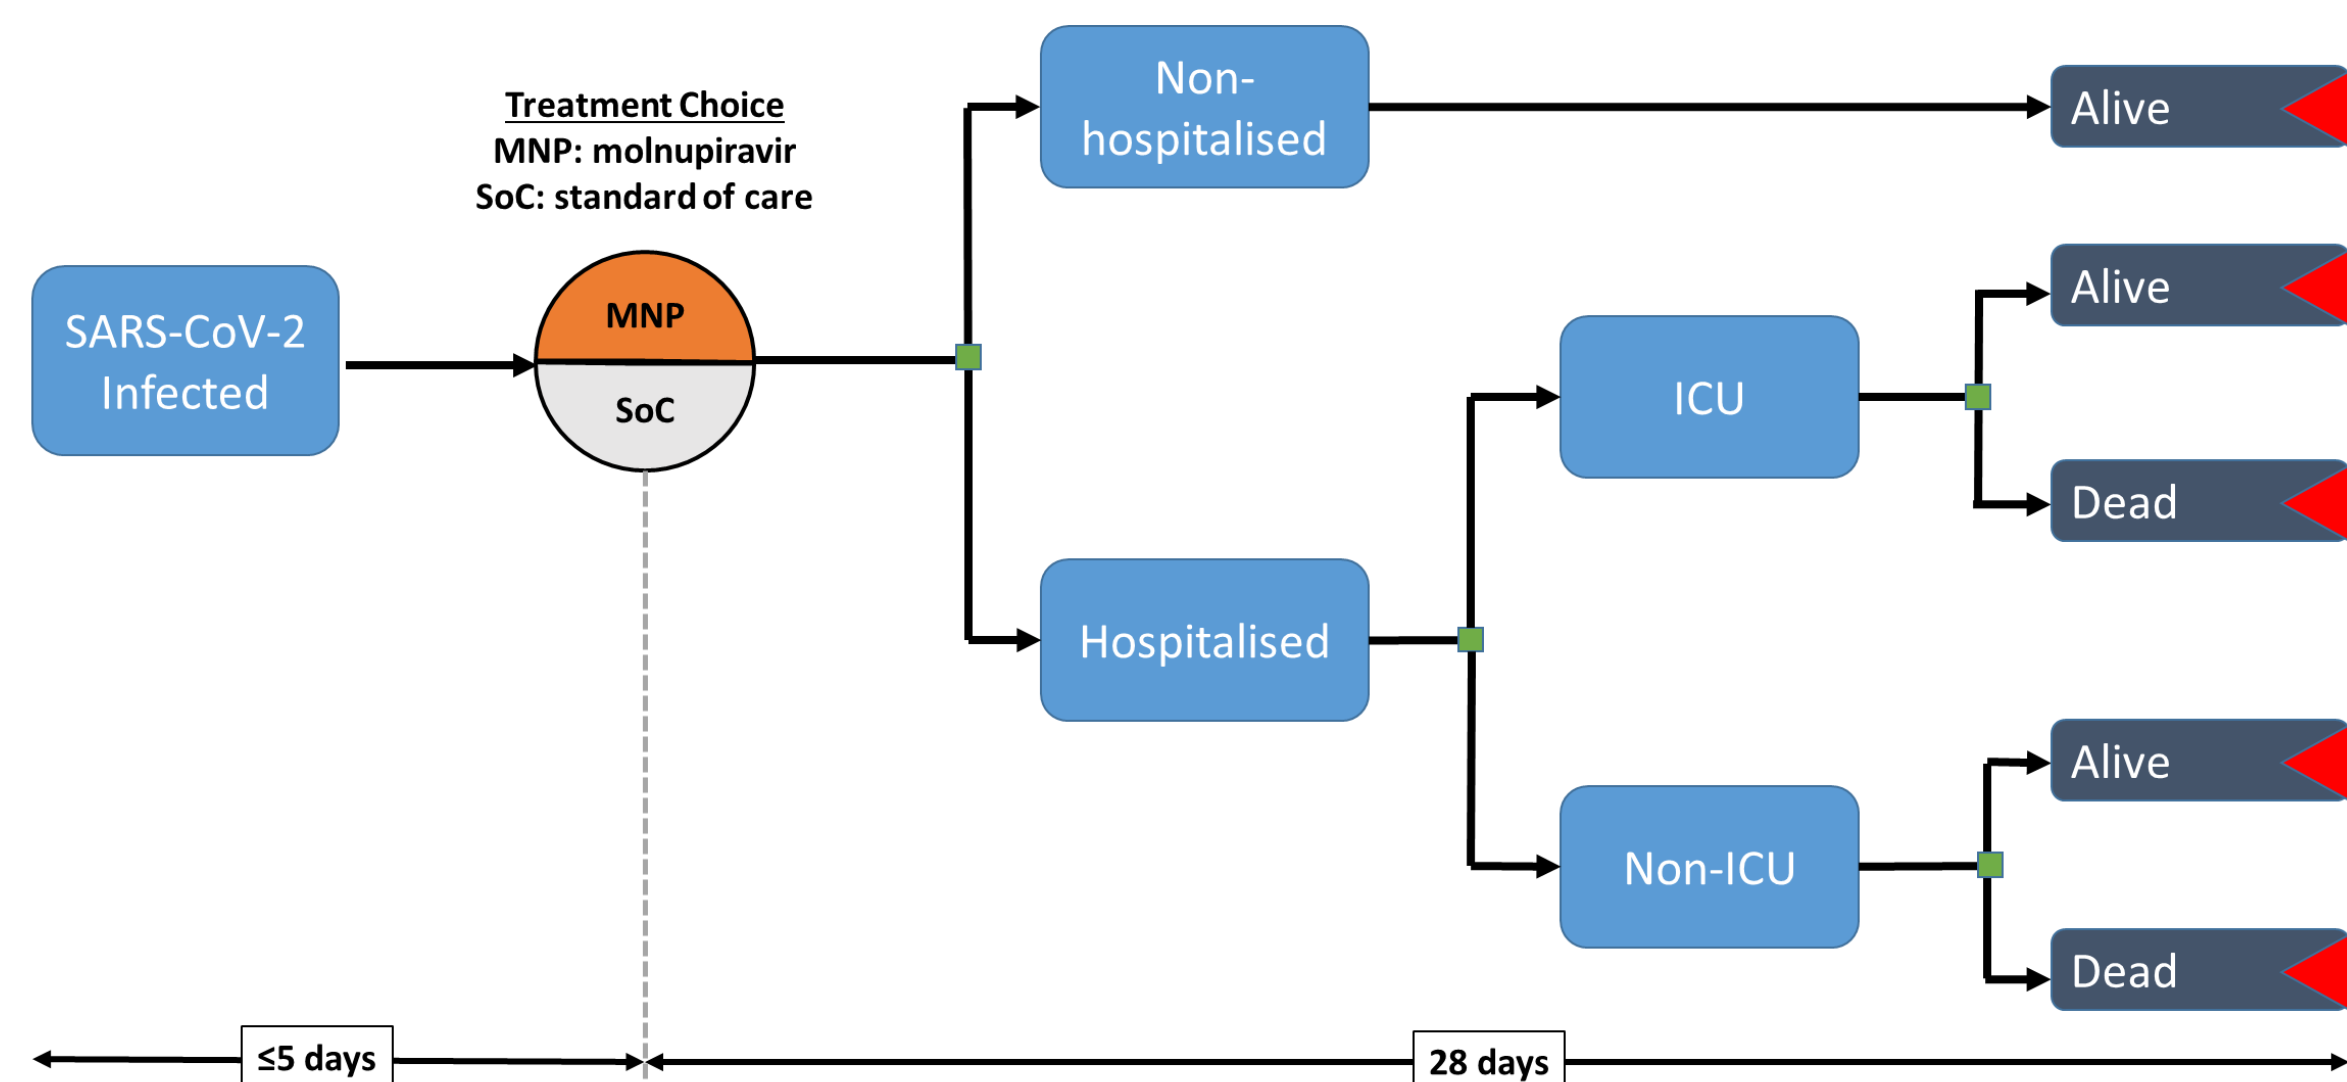 Treatment Choice
MNP: molnupiravir
SoC: standard of care
SARS-CoV-2
Infected
MNP
SoC
Non-
hospitalised
Hospitalised
ICU
Non-ICU
Alive
Alive
Dead
Alive
Dead
≤5 days
28 days